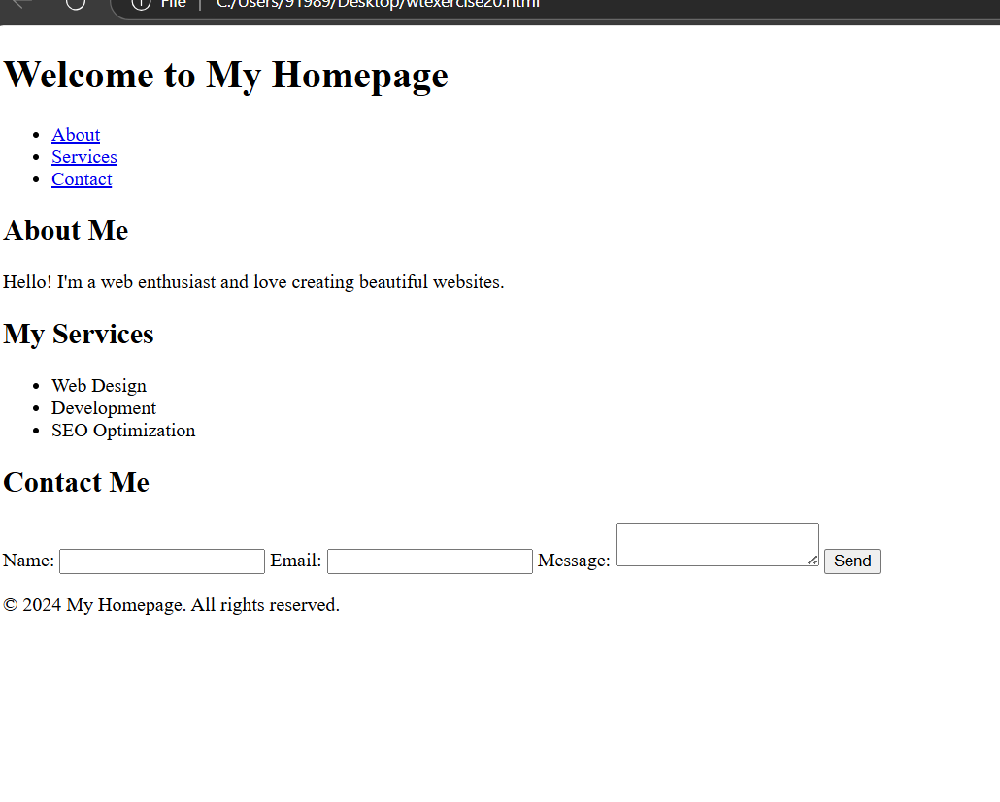 File | C:/Users/91989/Desktop/wtexercise20.html
Welcome to My Homepage
• About
• Services
• Contact
About Me
Hello! I'm a web enthusiast and love creating beautiful websites.
My Services
• Web Design
• Development
• SEO Optimization
Contact Me
Name: Email: Message: Send
© 2024 My Homepage. All rights reserved.